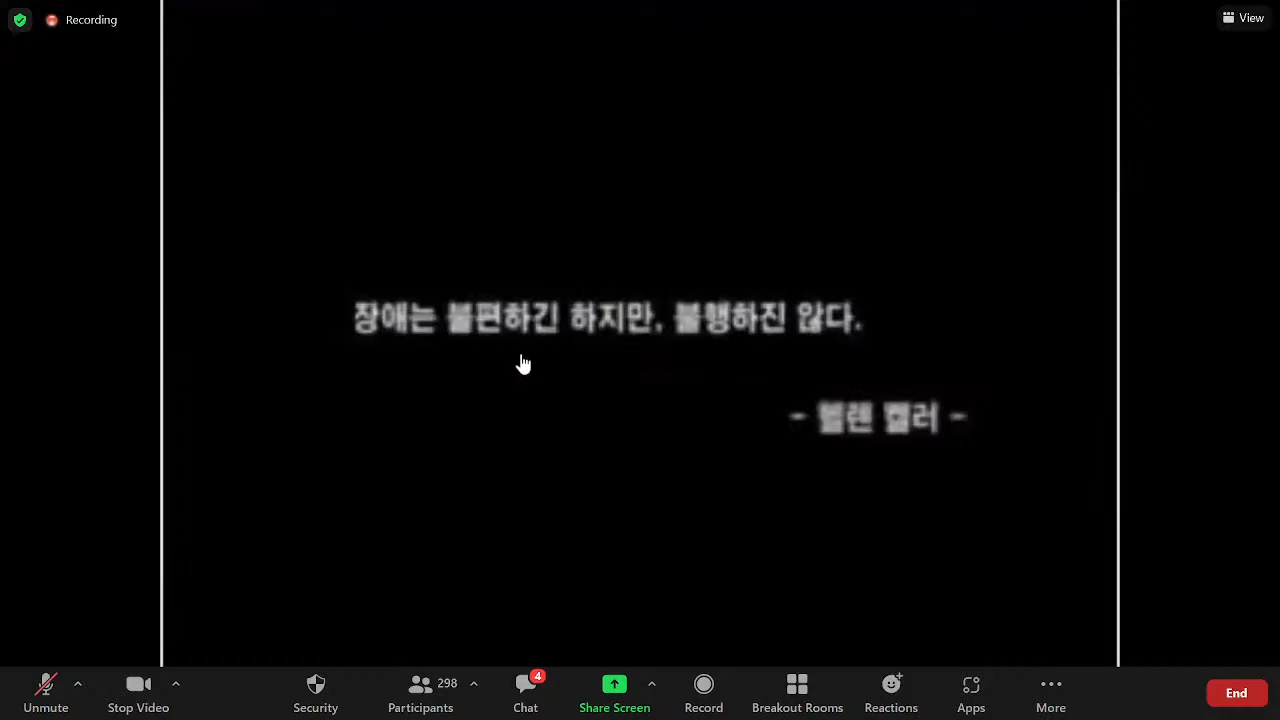 Recording
View
장애는 불편하긴 하지만, 불행하진 않다.
- 헬렌 켈러 -
298
4
Unmute
Stop Video
Security
Participants
Chat
Share Screen
Record
Breakout Rooms
Reactions
Apps
More
End